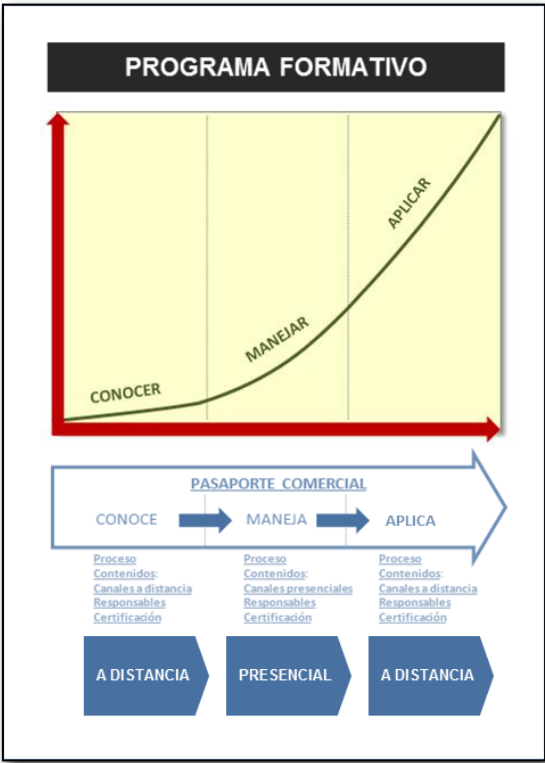 PROGRAMA FORMATIVO
CONOCER
MANEJAR
APLICAR
PASAPORTE COMERCIAL
CONOCE
MANEJA
APLICA
Proceso
Contenidos:
Canales a distancia
Responsables
Certificación
Proceso
Contenidos:
Canales presenciales
Responsables
Certificación
Proceso
Contenidos:
Canales a distancia
Responsables
Certificación
A DISTANCIA
PRESENCIAL
A DISTANCIA